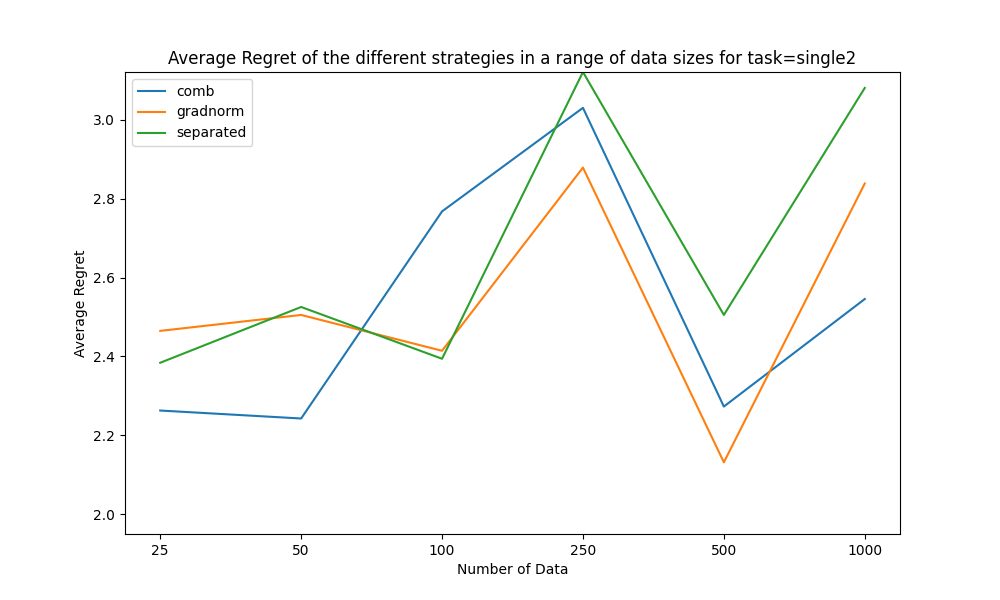 Average Regret of the different strategies in a range of data sizes for task=single2
comb
gradnorm
separated
Average Regret
3.0
2.8
2.6
2.4
2.2
2.0
25 50 100 250 500 1000
Number of Data